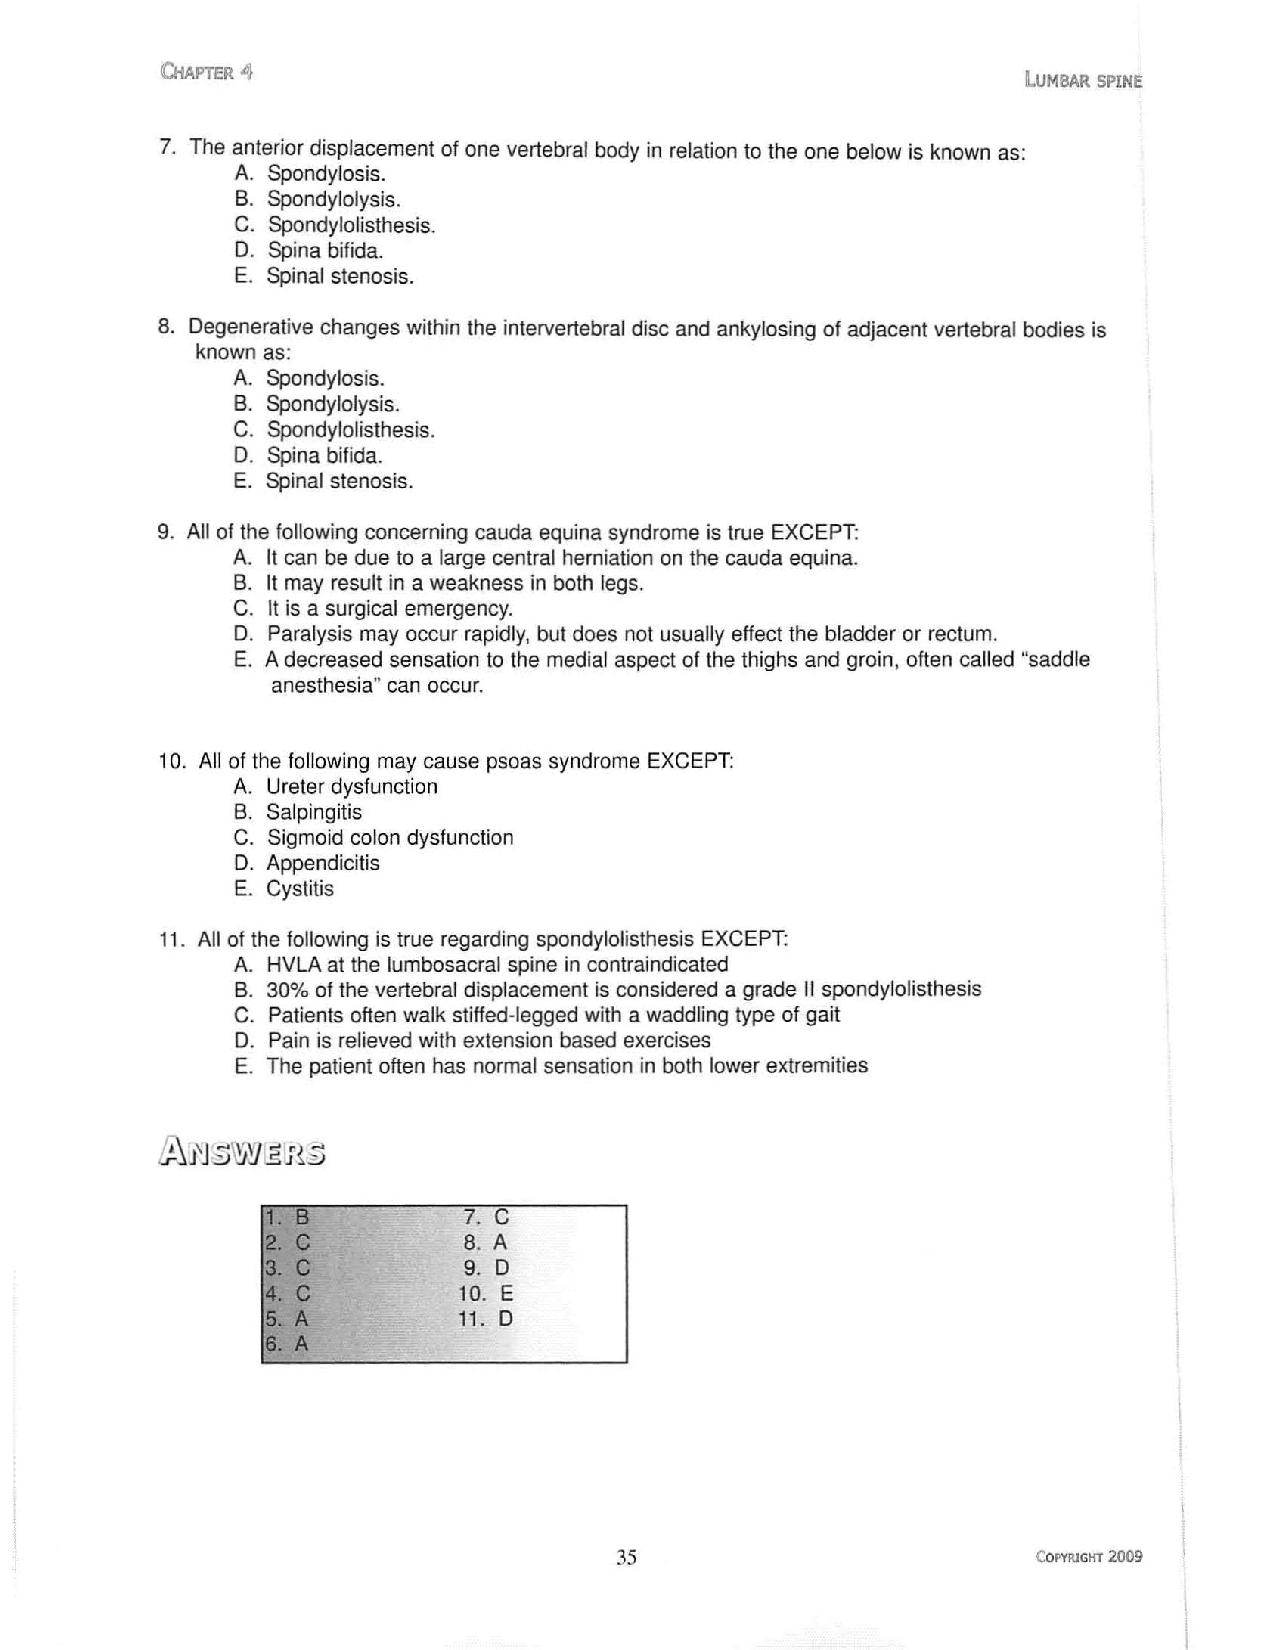 CHAPTER 4
LUMBAR SPINE
7. The anterior displacement of one vertebral body in relation to the one below is known as:
A. Spondylosis.
B. Spondylolysis.
C. Spondylolisthesis.
D. Spina bifida.
E. Spinal stenosis.
8. Degenerative changes within the intervertebral disc and ankylosing of adjacent vertebral bodies is
known as:
A. Spondylosis.
B. Spondylolysis.
C. Spondylolisthesis.
D. Spina bifida.
E. Spinal stenosis.
9. All of the following concerning cauda equina syndrome is true EXCEPT:
A. It can be due to a large central herniation on the cauda equina.
B. It may result in a weakness in both legs.
C. It is a surgical emergency.
D. Paralysis may occur rapidly, but does not usually effect the bladder or rectum.
E. A decreased sensation to the medial aspect of the thighs and groin, often called “saddle
anesthesia” can occur.
10. All of the following may cause psoas syndrome EXCEPT:
A. Ureter dysfunction
B. Salpingitis
C. Sigmoid colon dysfunction
D. Appendicitis
E. Cystitis
11. All of the following is true regarding spondylolisthesis EXCEPT:
A. HVLA at the lumbosacral spine in contraindicated
B. 30% of the vertebral displacement is considered a grade II spondylolisthesis
C. Patients often walk stiffed-legged with a waddling type of gait
D. Pain is relieved with extension based exercises
E. The patient often has normal sensation in both lower extremities
ANSWERS
1. B
2. C
3. C
4. C
5. A
6. A
7. C
8. A
9. D
10. E
11. D
35
COPYRIGHT 2009